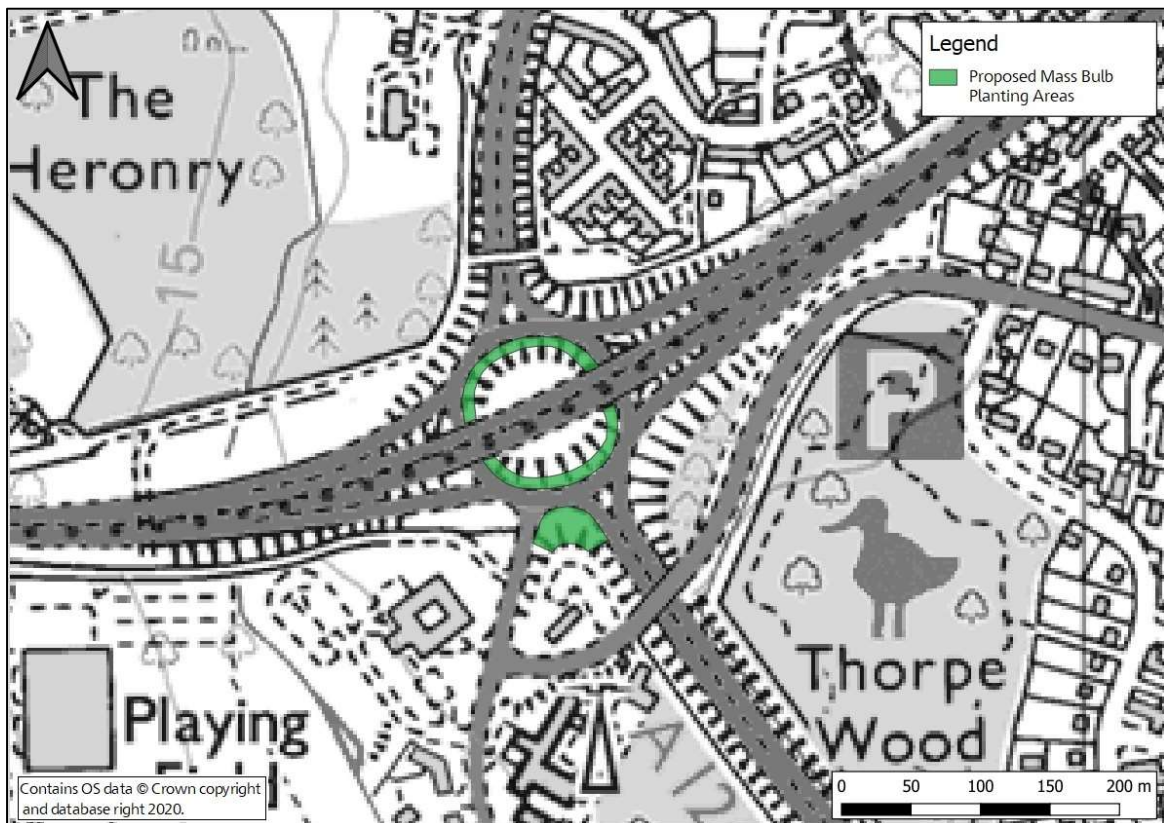 The
Heronry
15
Legend
Proposed Mass Bulb
Planting Areas
P
Thorpe
Wood
Playing
A12
Contains OS data © Crown copyright
and database right 2020.
0 50 100 150 200 m